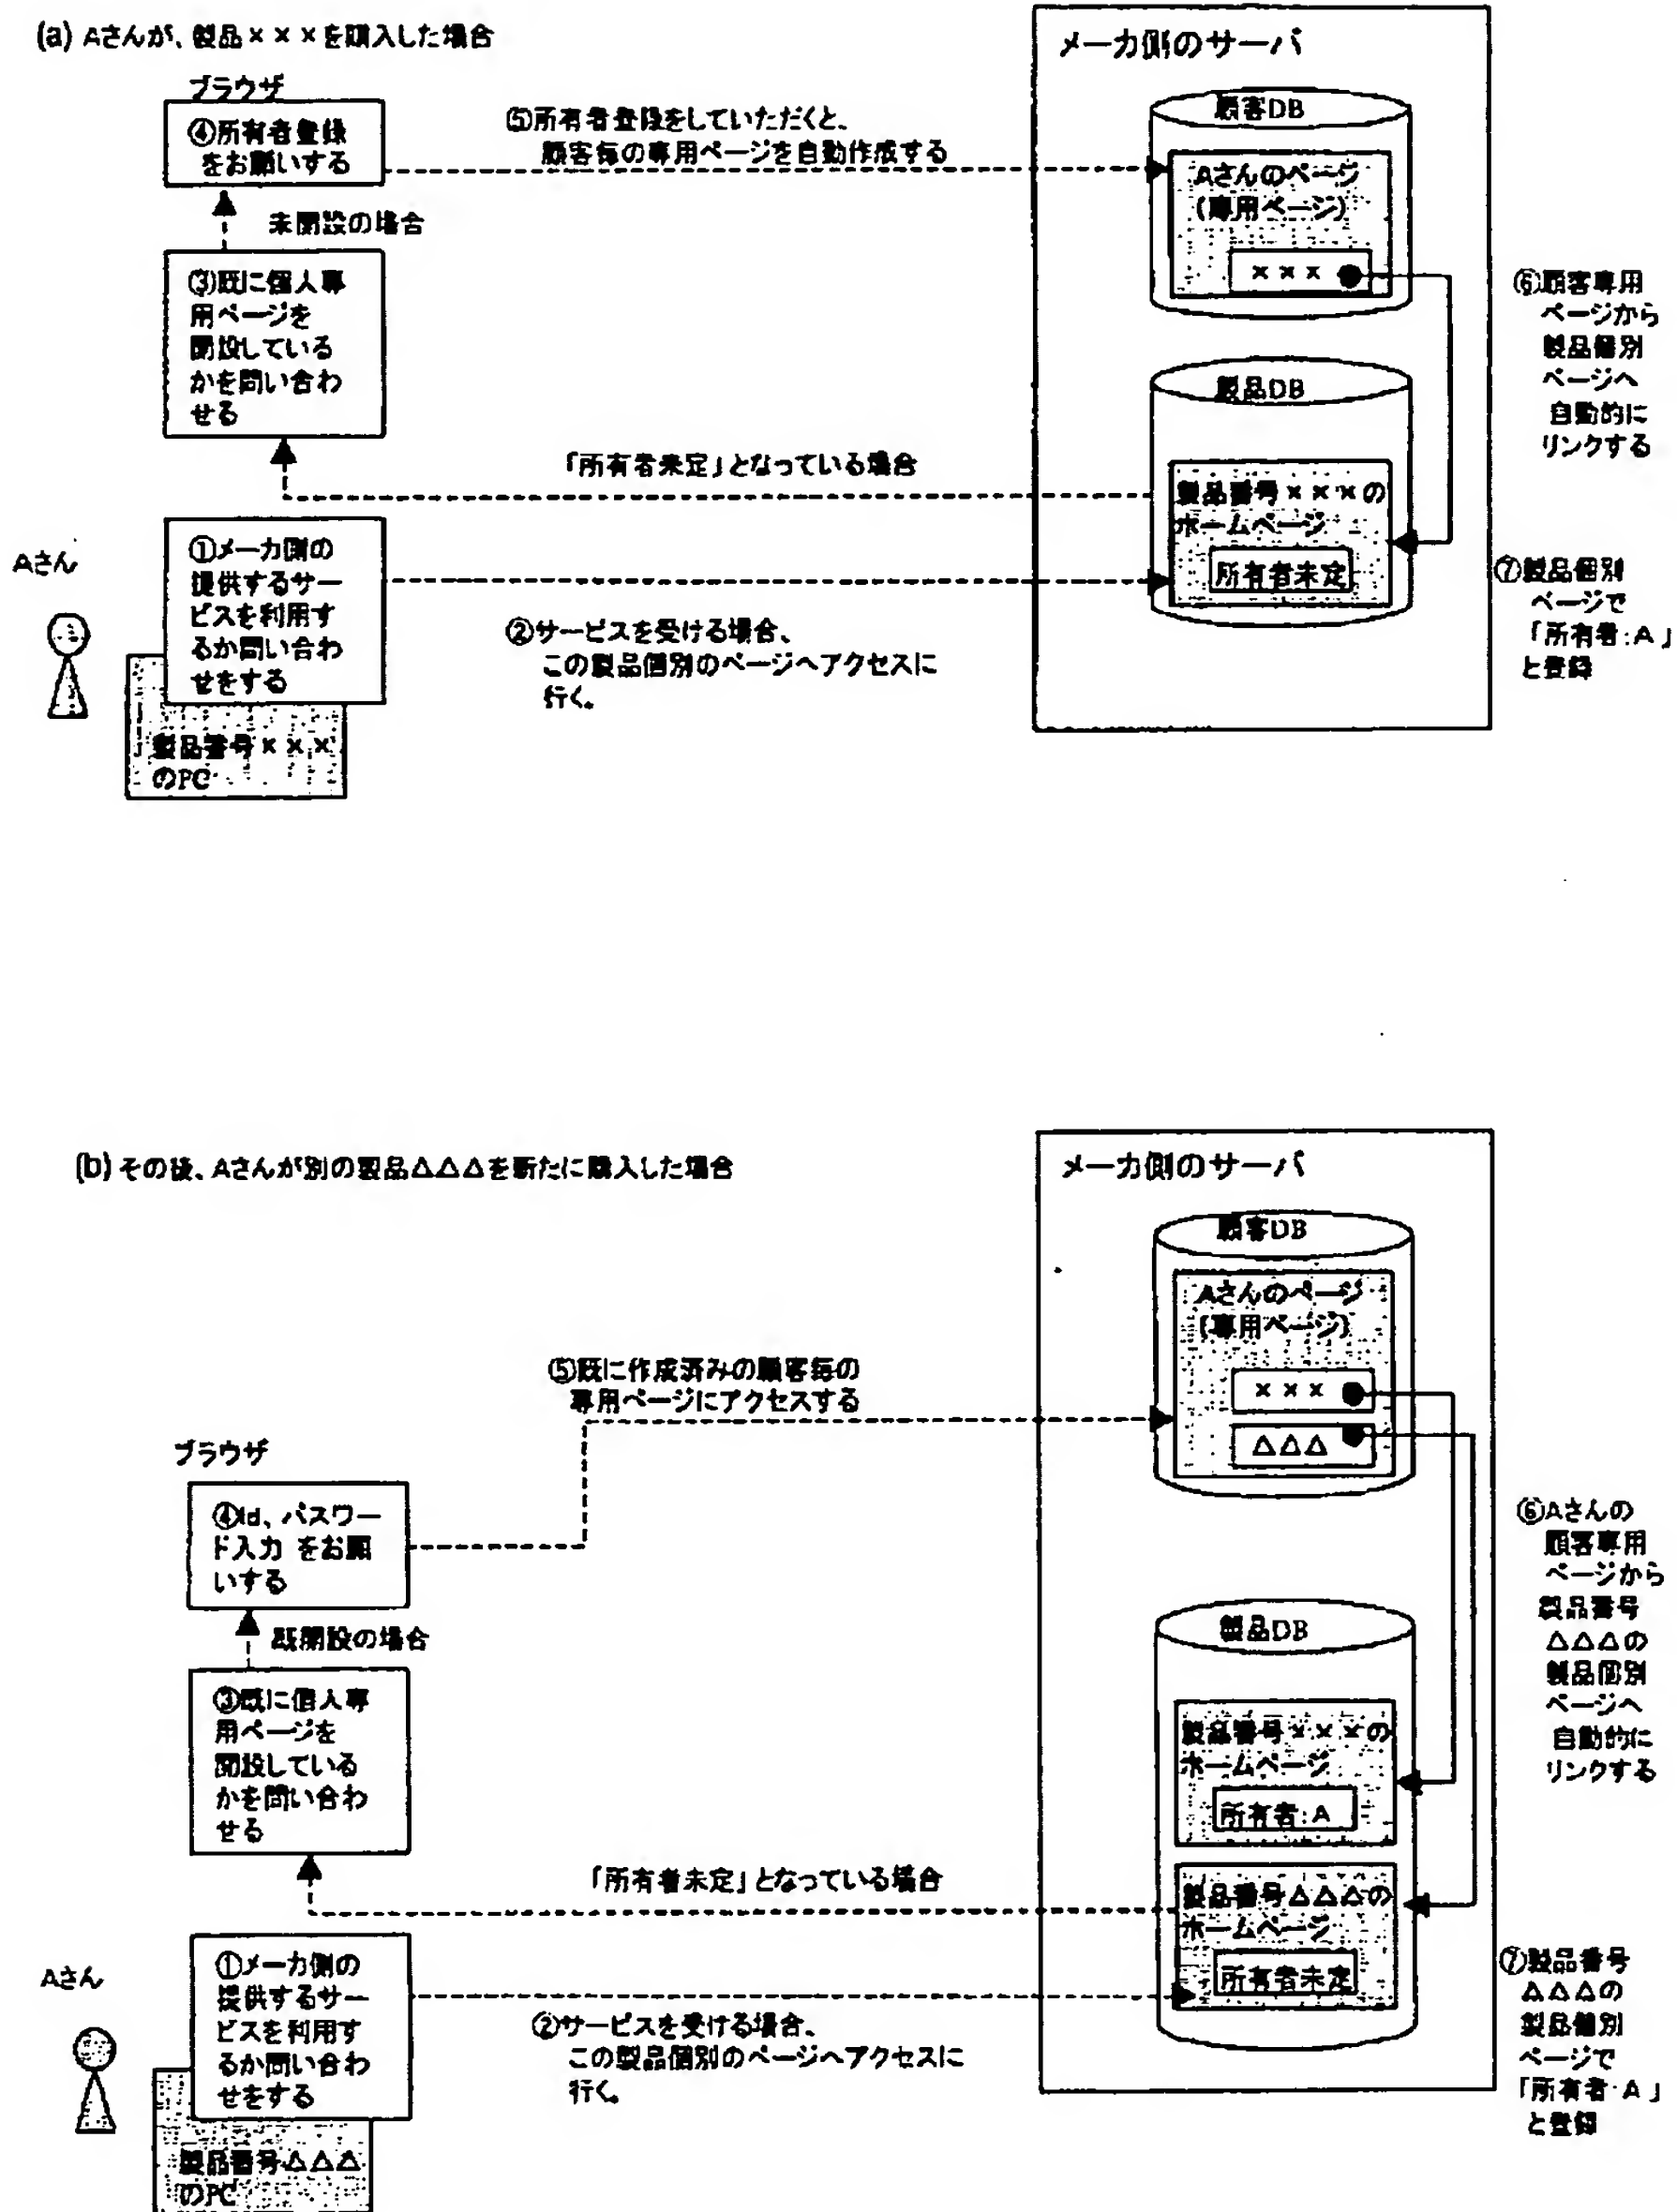 (a) Aさんが、製品×××を購入した場合
ブラウザ
④所有者登録
をお願いする
⑤所有者登録をしていただくと、
顧客毎の専用ページを自動作成する
未開設の場合
③既に個人専
用ページを
開設している
かを問い合わ
せる
「所有者未定」となっている場合
Aさん
①メーカ側の
提供するサー
ビスを利用す
るか問い合わ
せをする
②サービスを受ける場合、
この製品個別のページへアクセスに
行く。
製品番号×××
のPC
メーカ側のサーバ
顧客DB
Aさんのページ
(専用ページ)
×××
製品DB
製品番号×××の
ホームページ
所有者未定
⑥顧客専用
ページから
製品個別
ページへ
自動的に
リンクする
⑦製品個別
ページで
「所有者:A」
と登録
(b) その後、Aさんが別の製品△△△を新たに購入した場合
ブラウザ
④Id、パスワー
ド入力 をお願
いする
⑤既に作成済みの顧客毎の
専用ページにアクセスする
既開設の場合
③既に個人専
用ページを
開設している
かを問い合わ
せる
「所有者未定」となっている場合
Aさん
①メーカ側の
提供するサー
ビスを利用す
るか問い合わ
せをする
②サービスを受ける場合、
この製品個別のページへアクセスに
行く。
製品番号△△△
のPC
メーカ側のサーバ
顧客DB
Aさんのページ
(専用ページ)
×××
△△△
製品DB
製品番号×××の
ホームページ
所有者:A
製品番号△△△の
ホームページ
所有者未定
⑥Aさんの
顧客専用
ページから
製品番号
△△△の
製品個別
ページへ
自動的に
リンクする
⑦製品番号
△△△の
製品個別
ページで
「所有者:A」
と登録